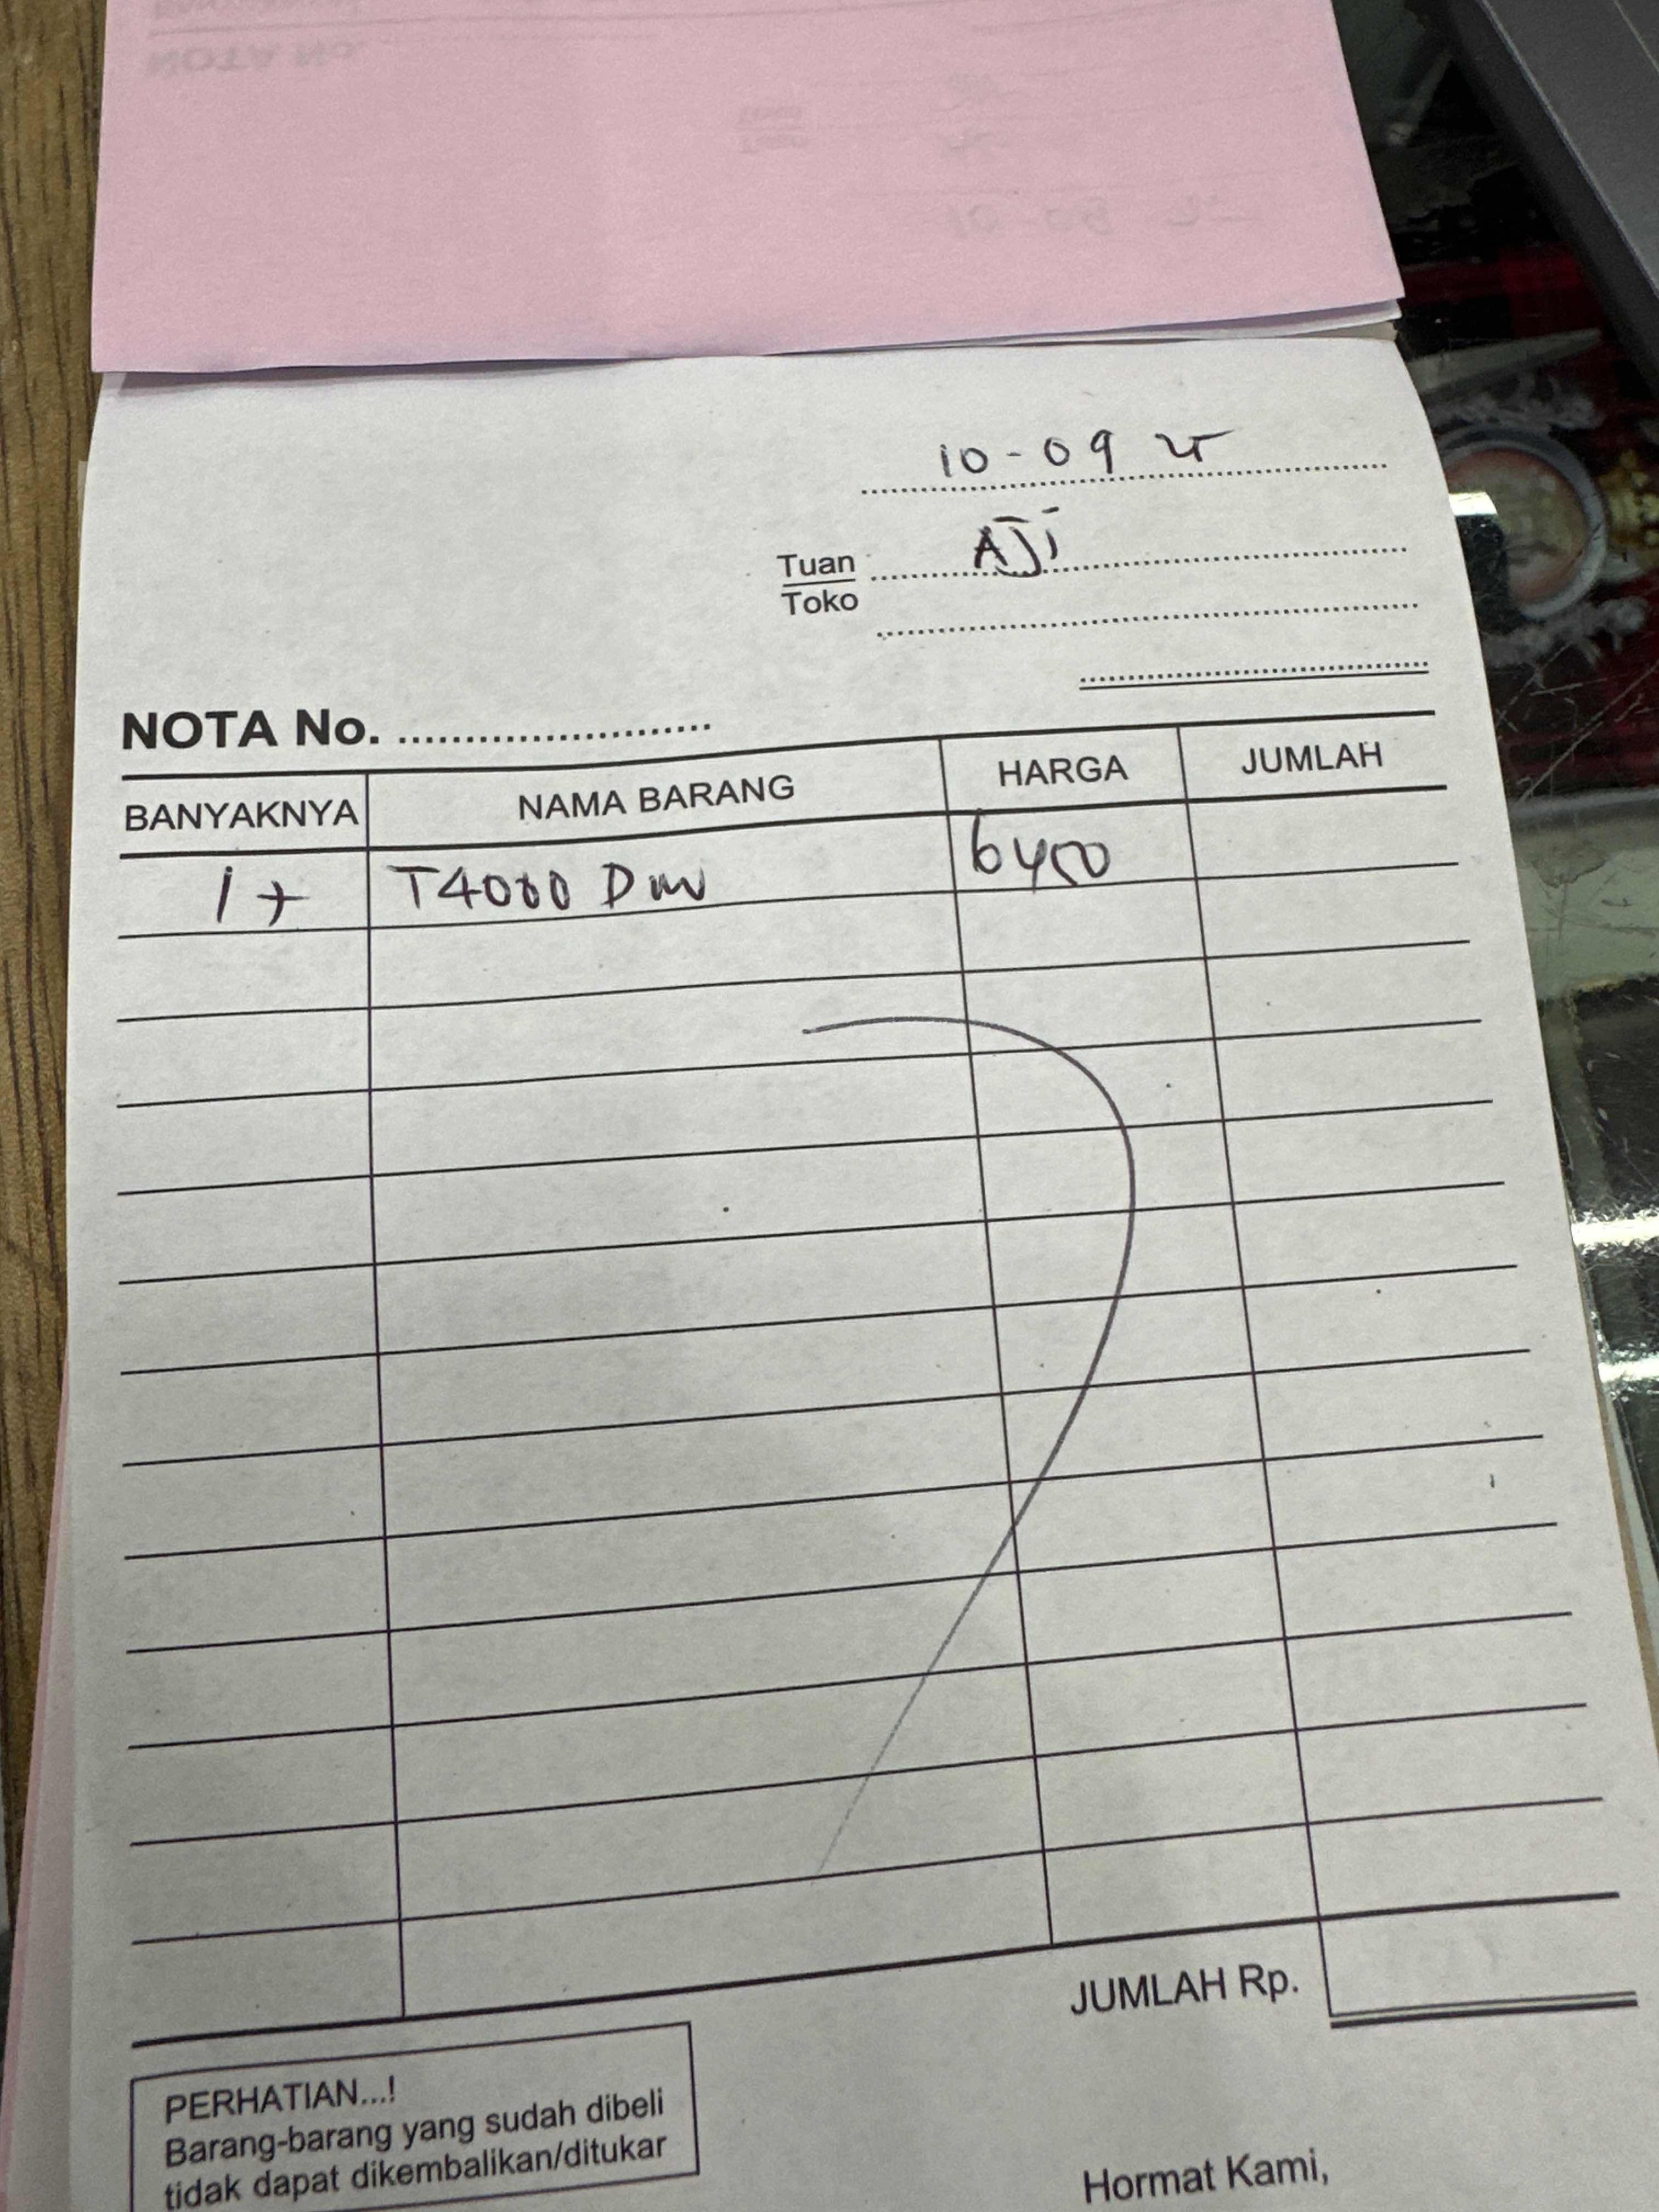 10-09 25
Tuan AJi
Toko
NOTA No. ........................
BANYAKNYA NAMA BARANG HARGA JUMLAH
1 + T4000 DW 6450
JUMLAH Rp.
PERHATIAN...!
Barang-barang yang sudah dibeli
tidak dapat dikembalikan/ditukar
Hormat Kami,